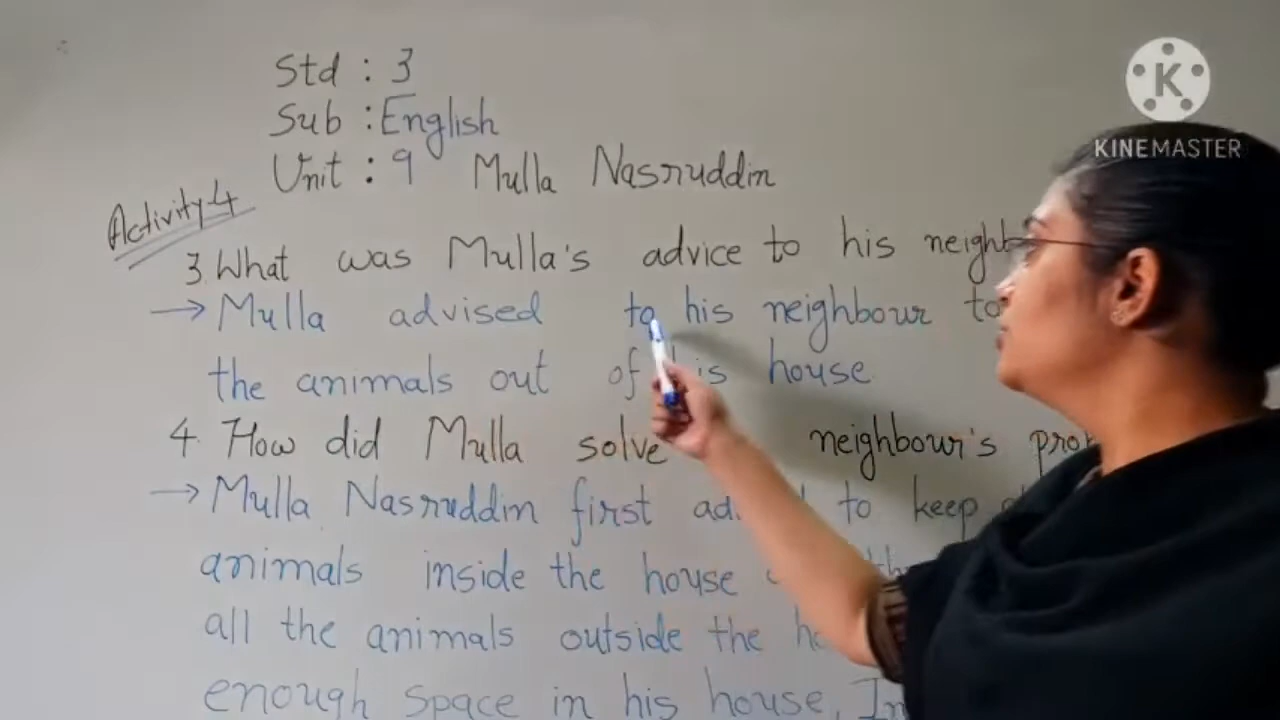 KINEMASTER
Std : 3
Sub : English
Unit : 9 Mulla Nasruddin
Activity-4
3. What was Mulla's advice to his
→ Mulla advised to his neighbour to
the animals out of his house
4. How did Mulla solve neighbour's
→ Mulla Nasruddin first to keep
animals inside the house
all the animals outside the
enough space in his house.